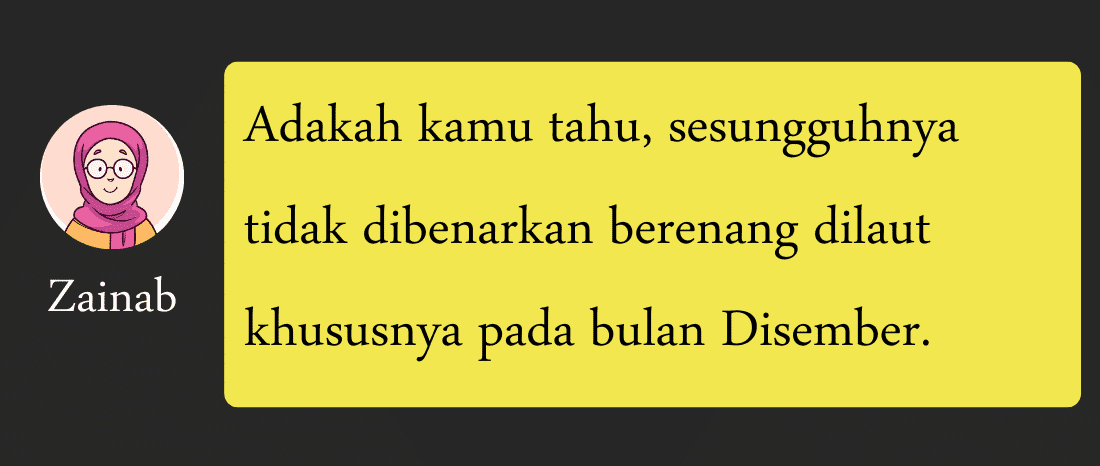 Adakah kamu tahu, sesungguhnya
tidak dibenarkan berenang dilaut
khususnya pada bulan Disember.
Zainab